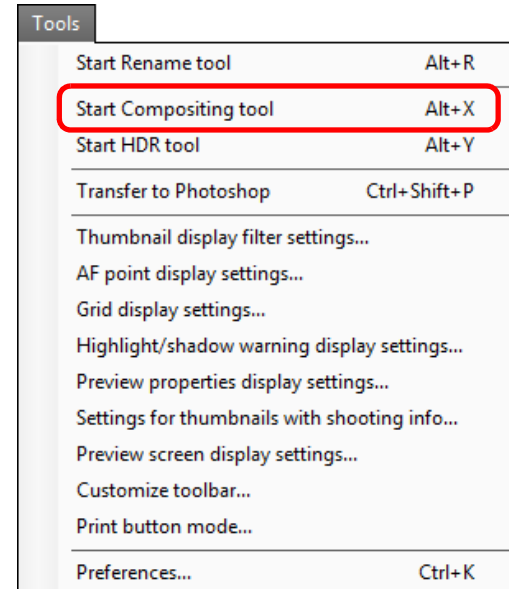 Tools
Start Rename tool Alt+R
Start Compositing tool Alt+X
Start HDR tool Alt+Y
Transfer to Photoshop Ctrl+Shift+P
Thumbnail display filter settings...
AF point display settings...
Grid display settings...
Highlight/shadow warning display settings...
Preview properties display settings...
Settings for thumbnails with shooting info...
Preview screen display settings...
Customize toolbar...
Print button mode...
Preferences... Ctrl+K